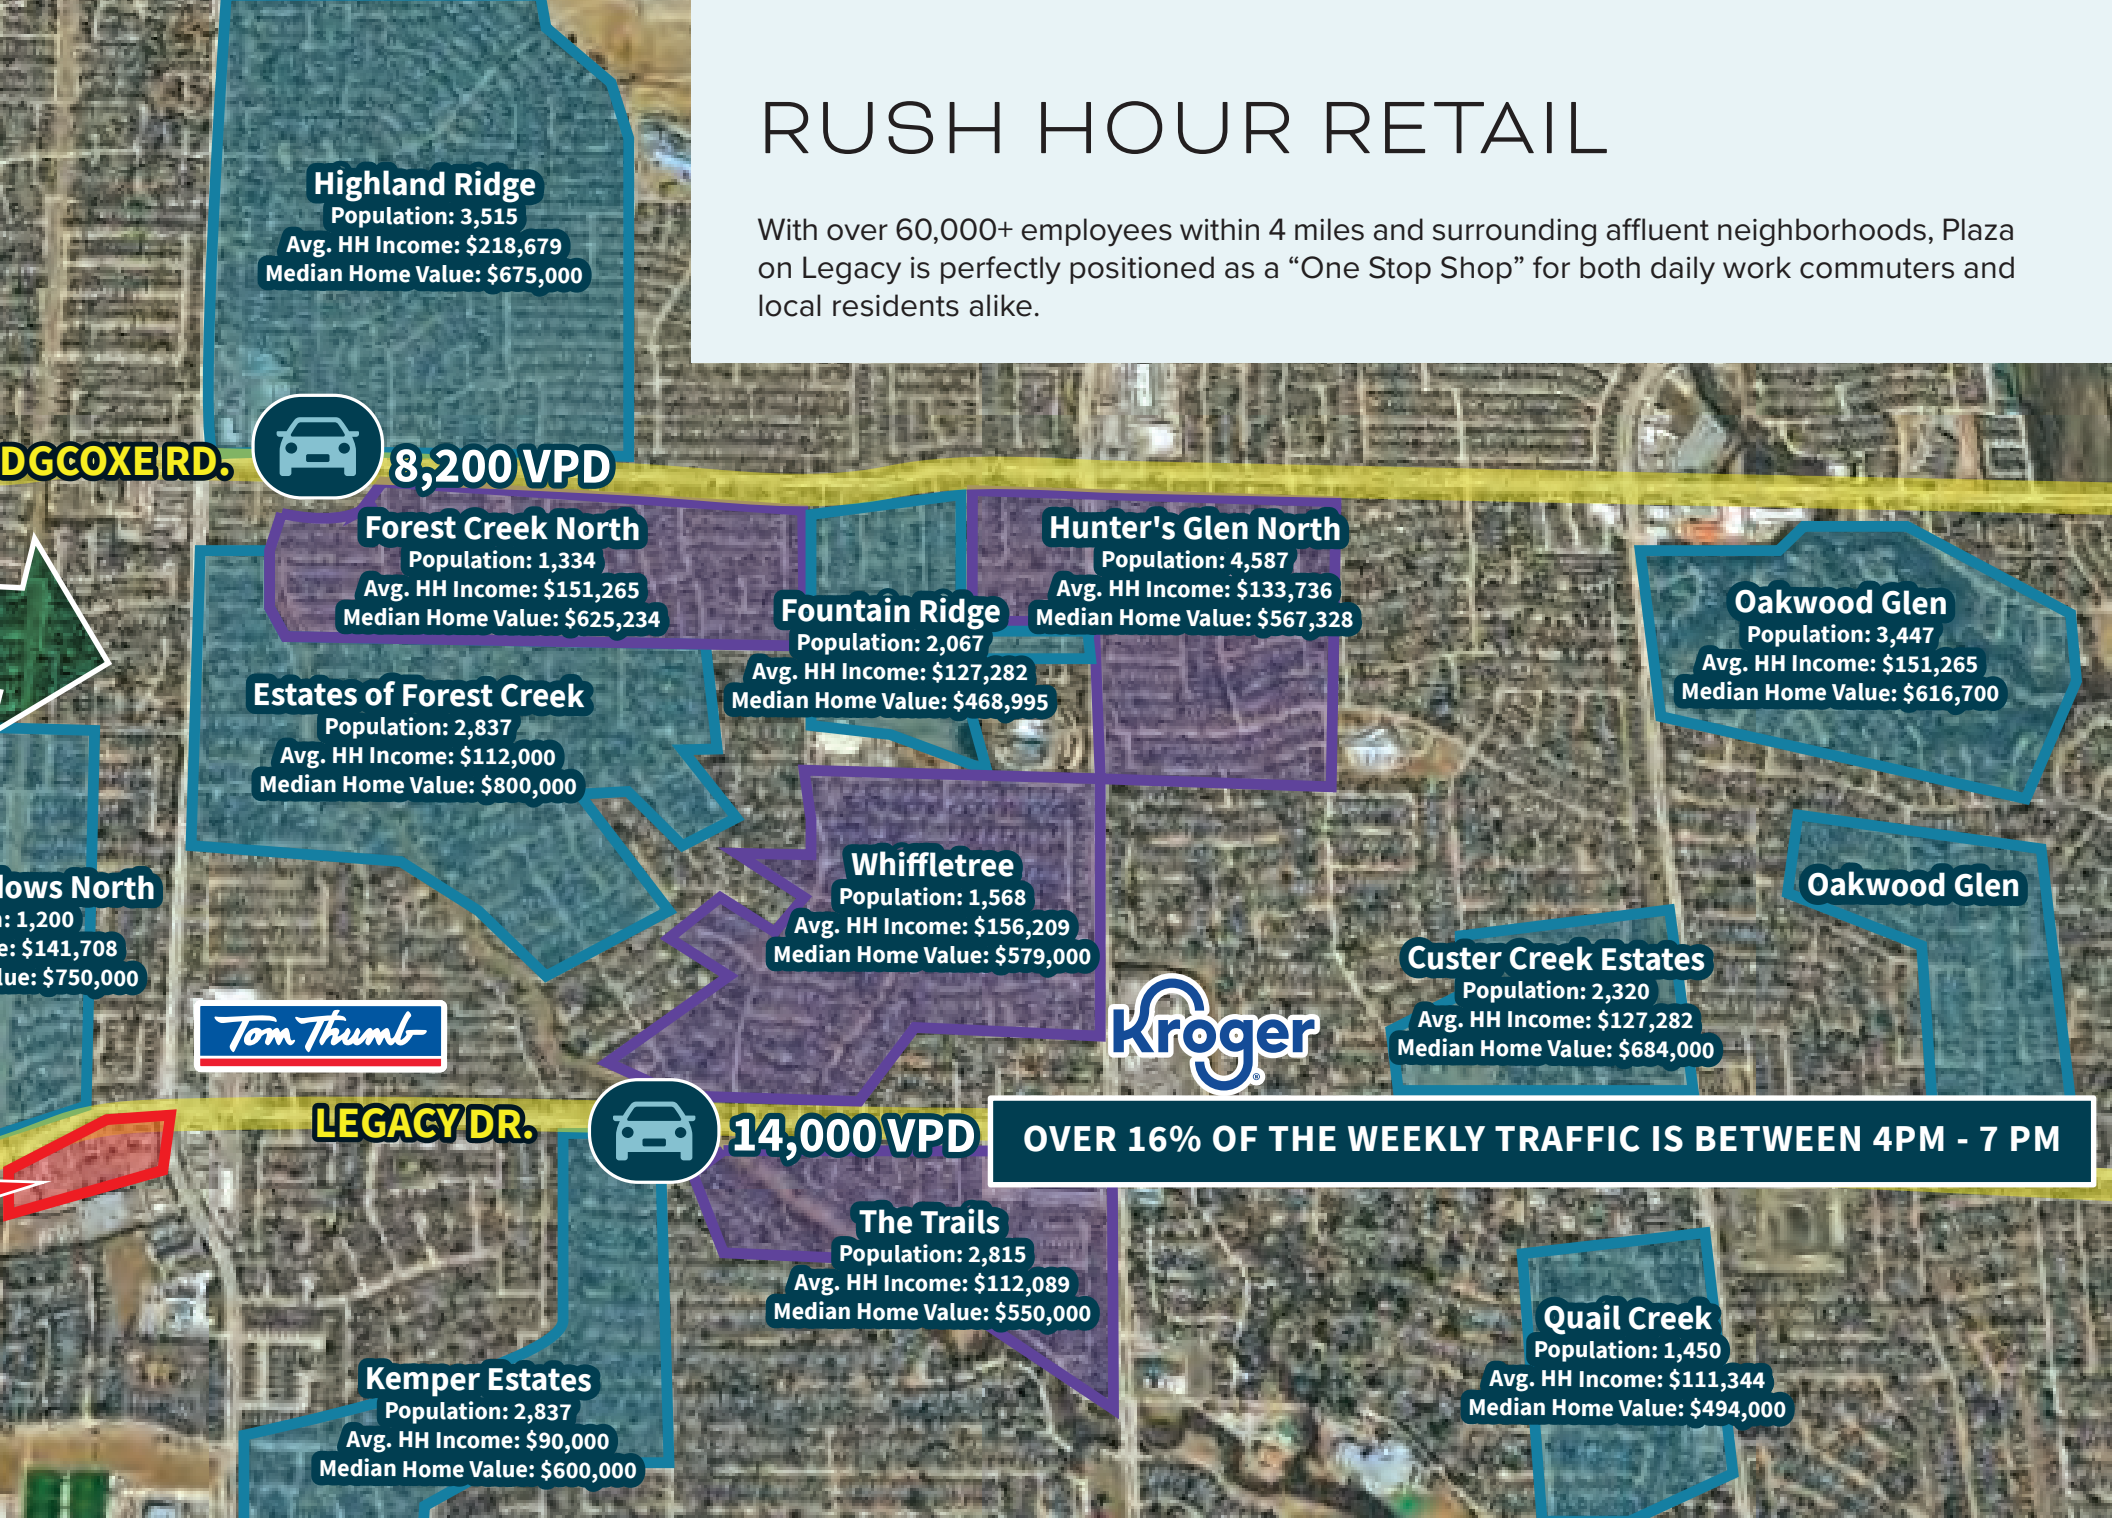 RUSH HOUR RETAIL
With over 60,000+ employees within 4 miles and surrounding affluent neighborhoods, Plaza
on Legacy is perfectly positioned as a “One Stop Shop” for both daily work commuters and
local residents alike.
Highland Ridge
Population: 3,515
Avg. HH Income: $218,679
Median Home Value: $675,000
DGCOXE RD.
8,200 VPD
Forest Creek North
Population: 1,334
Avg. HH Income: $151,265
Median Home Value: $625,234
Hunter's Glen North
Population: 4,587
Avg. HH Income: $133,736
Median Home Value: $567,328
Fountain Ridge
Population: 2,067
Avg. HH Income: $127,282
Median Home Value: $468,995
Oakwood Glen
Population: 3,447
Avg. HH Income: $151,265
Median Home Value: $616,700
Estates of Forest Creek
Population: 2,837
Avg. HH Income: $112,000
Median Home Value: $800,000
lows North
: 1,200
e: $141,708
lue: $750,000
Whiffletree
Population: 1,568
Avg. HH Income: $156,209
Median Home Value: $579,000
Oakwood Glen
Custer Creek Estates
Population: 2,320
Avg. HH Income: $127,282
Median Home Value: $684,000
Tom Thumb
Kroger®
LEGACY DR.
14,000 VPD
OVER 16% OF THE WEEKLY TRAFFIC IS BETWEEN 4PM - 7 PM
The Trails
Population: 2,815
Avg. HH Income: $112,089
Median Home Value: $550,000
Quail Creek
Population: 1,450
Avg. HH Income: $111,344
Median Home Value: $494,000
Kemper Estates
Population: 2,837
Avg. HH Income: $90,000
Median Home Value: $600,000